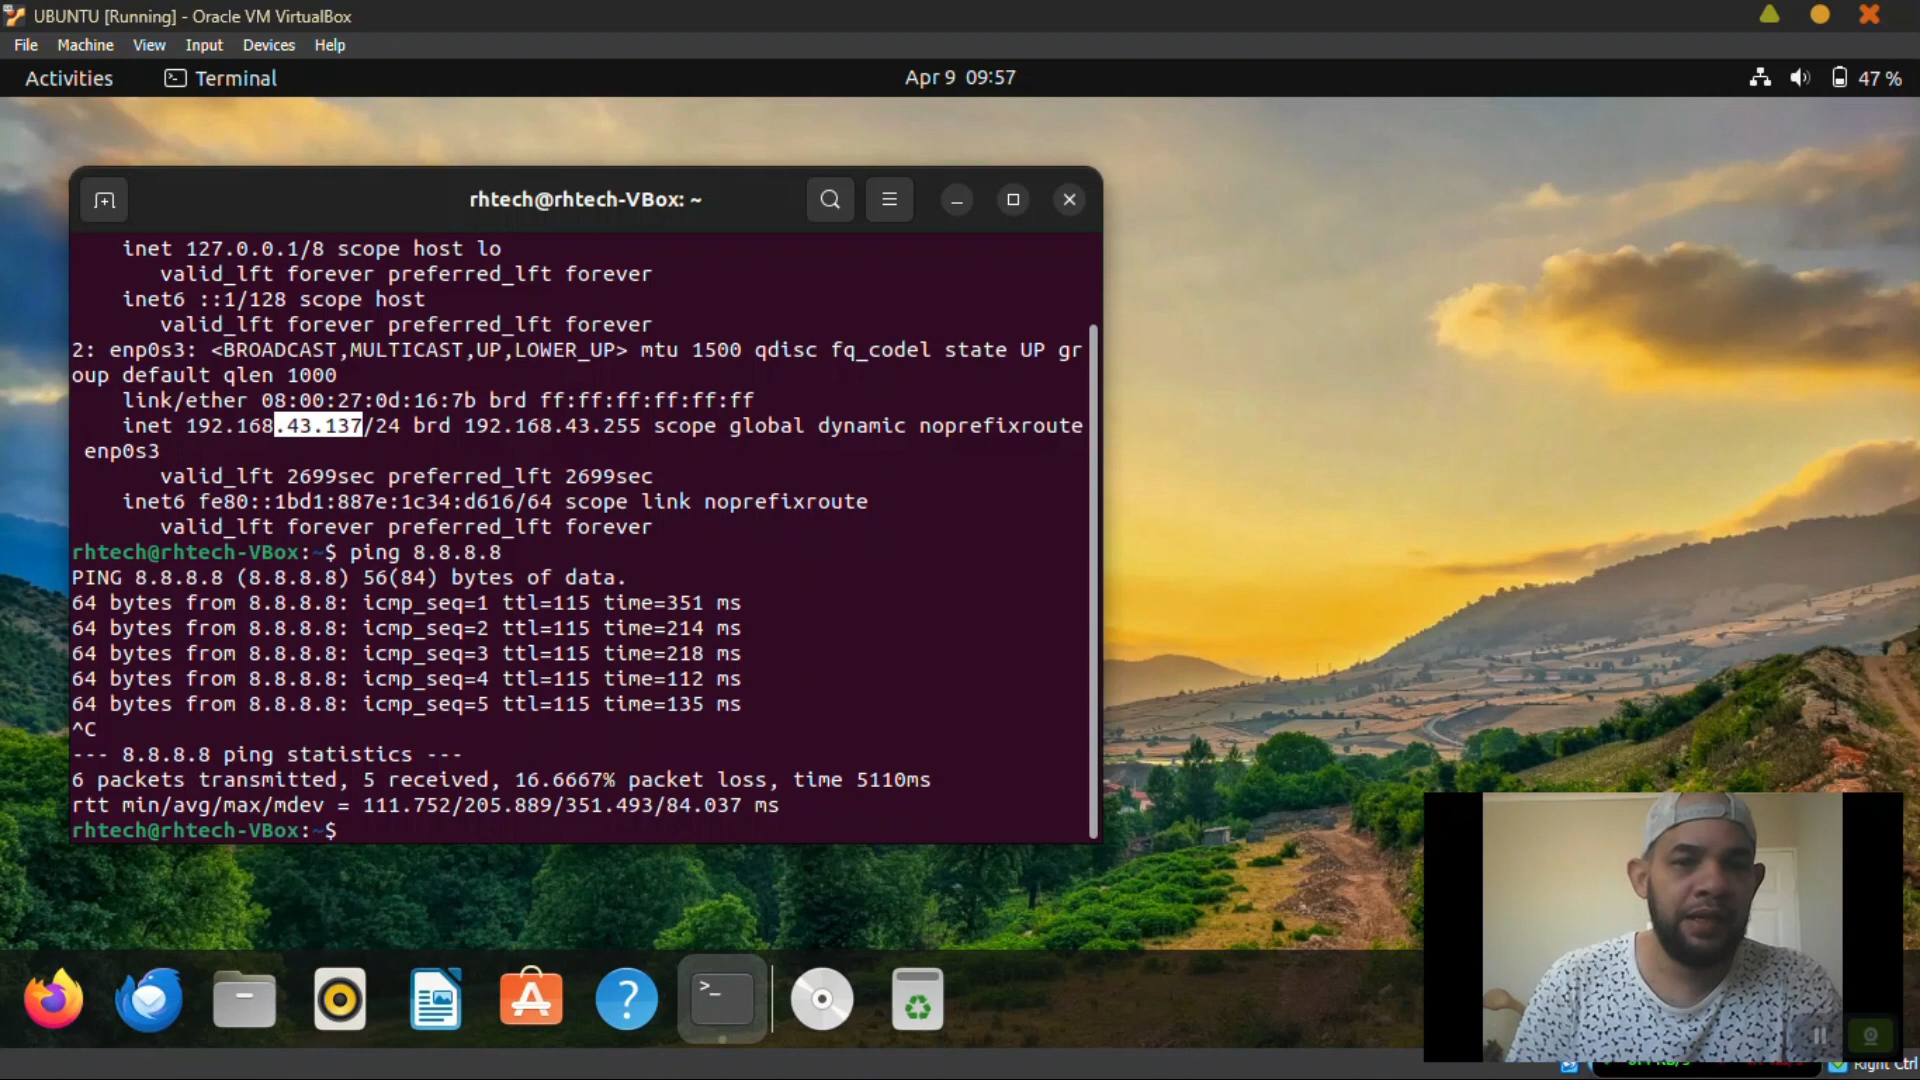 UBUNTU [Running] - Oracle VM VirtualBox
File Machine View Input Devices Help
Activities Terminal Apr 9 09:57 47 %
rhtech@rhtech-VBox: ~
inet 127.0.0.1/8 scope host lo
valid_lft forever preferred_lft forever
inet6 ::1/128 scope host
valid_lft forever preferred_lft forever
2: enp0s3: <BROADCAST,MULTICAST,UP,LOWER_UP> mtu 1500 qdisc fq_codel state UP gr
oup default qlen 1000
link/ether 08:00:27:0d:16:7b brd ff:ff:ff:ff:ff:ff
inet 192.168.43.137/24 brd 192.168.43.255 scope global dynamic noprefixroute
enp0s3
valid_lft 2699sec preferred_lft 2699sec
inet6 fe80::1bd1:887e:1c34:d616/64 scope link noprefixroute
valid_lft forever preferred_lft forever
rhtech@rhtech-VBox:~$ ping 8.8.8.8
PING 8.8.8.8 (8.8.8.8) 56(84) bytes of data.
64 bytes from 8.8.8.8: icmp_seq=1 ttl=115 time=351 ms
64 bytes from 8.8.8.8: icmp_seq=2 ttl=115 time=214 ms
64 bytes from 8.8.8.8: icmp_seq=3 ttl=115 time=218 ms
64 bytes from 8.8.8.8: icmp_seq=4 ttl=115 time=112 ms
64 bytes from 8.8.8.8: icmp_seq=5 ttl=115 time=135 ms
^C
--- 8.8.8.8 ping statistics ---
6 packets transmitted, 5 received, 16.6667% packet loss, time 5110ms
rtt min/avg/max/mdev = 111.752/205.889/351.493/84.037 ms
rhtech@rhtech-VBox:~$
Right Ctrl